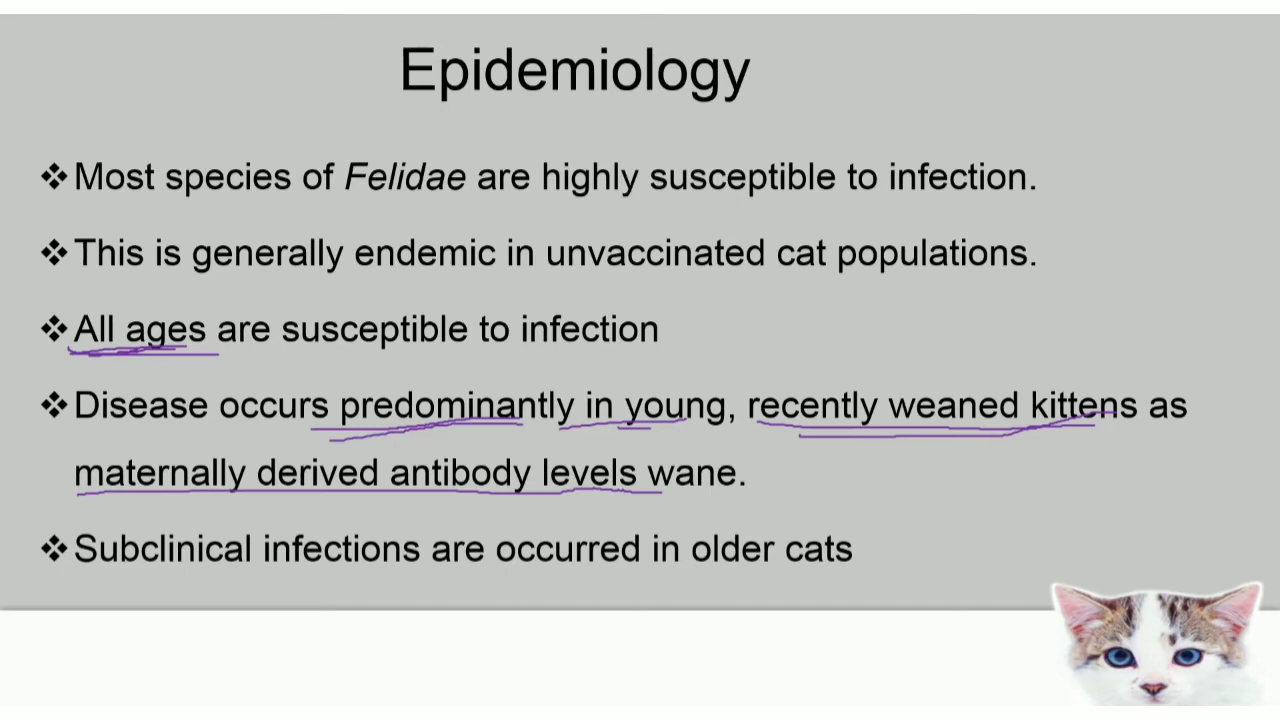 Epidemiology
❖ Most species of Felidae are highly susceptible to infection.
❖ This is generally endemic in unvaccinated cat populations.
❖ All ages are susceptible to infection
❖ Disease occurs predominantly in young, recently weaned kittens as
maternally derived antibody levels wane.
❖ Subclinical infections are occurred in older cats